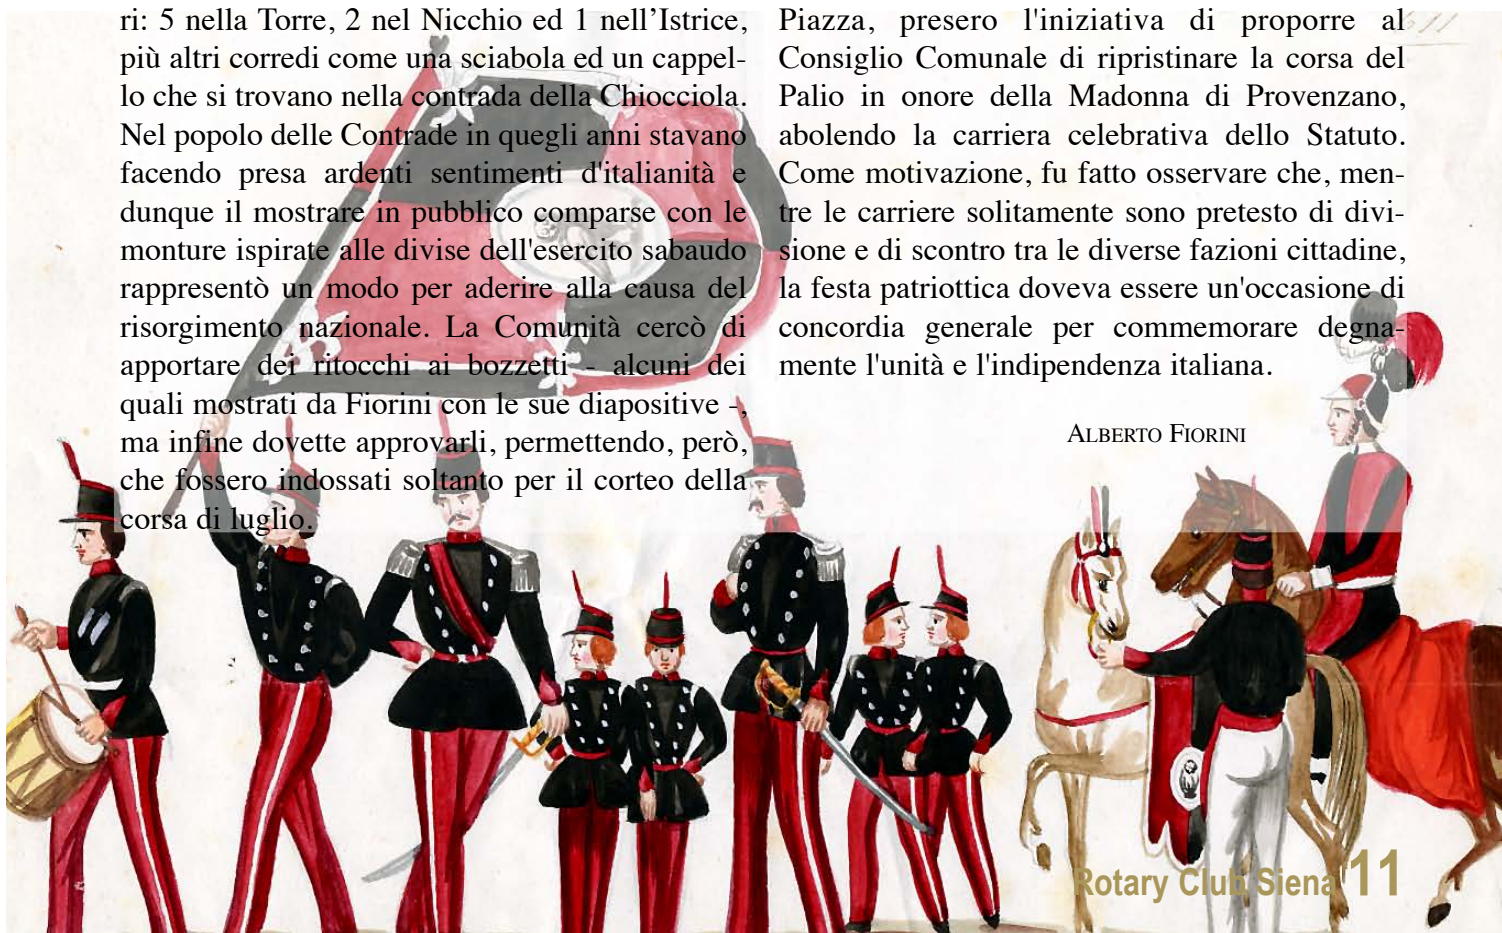 ri: 5 nella Torre, 2 nel Nicchio ed 1 nell’Istrice,
più altri corredi come una sciabola ed un cappel-
lo che si trovano nella contrada della Chiocciola.
Nel popolo delle Contrade in quegli anni stavano
facendo presa ardenti sentimenti d'italianità e
dunque il mostrare in pubblico comparse con le
monture ispirate alle divise dell'esercito sabaudo
rappresentò un modo per aderire alla causa del
risorgimento nazionale. La Comunità cercò di
apportare dei ritocchi ai bozzetti - alcuni dei
quali mostrati da Fiorini con le sue diapositive -,
ma infine dovette approvarli, permettendo, però,
che fossero indossati soltanto per il corteo della
corsa di luglio.
Piazza, presero l'iniziativa di proporre al
Consiglio Comunale di ripristinare la corsa del
Palio in onore della Madonna di Provenzano,
abolendo la carriera celebrativa dello Statuto.
Come motivazione, fu fatto osservare che, men-
tre le carriere solitamente sono pretesto di divi-
sione e di scontro tra le diverse fazioni cittadine,
la festa patriottica doveva essere un'occasione di
concordia generale per commemorare degna-
mente l'unità e l'indipendenza italiana.
ALBERTO FIORINI
Rotary Club Siena 11